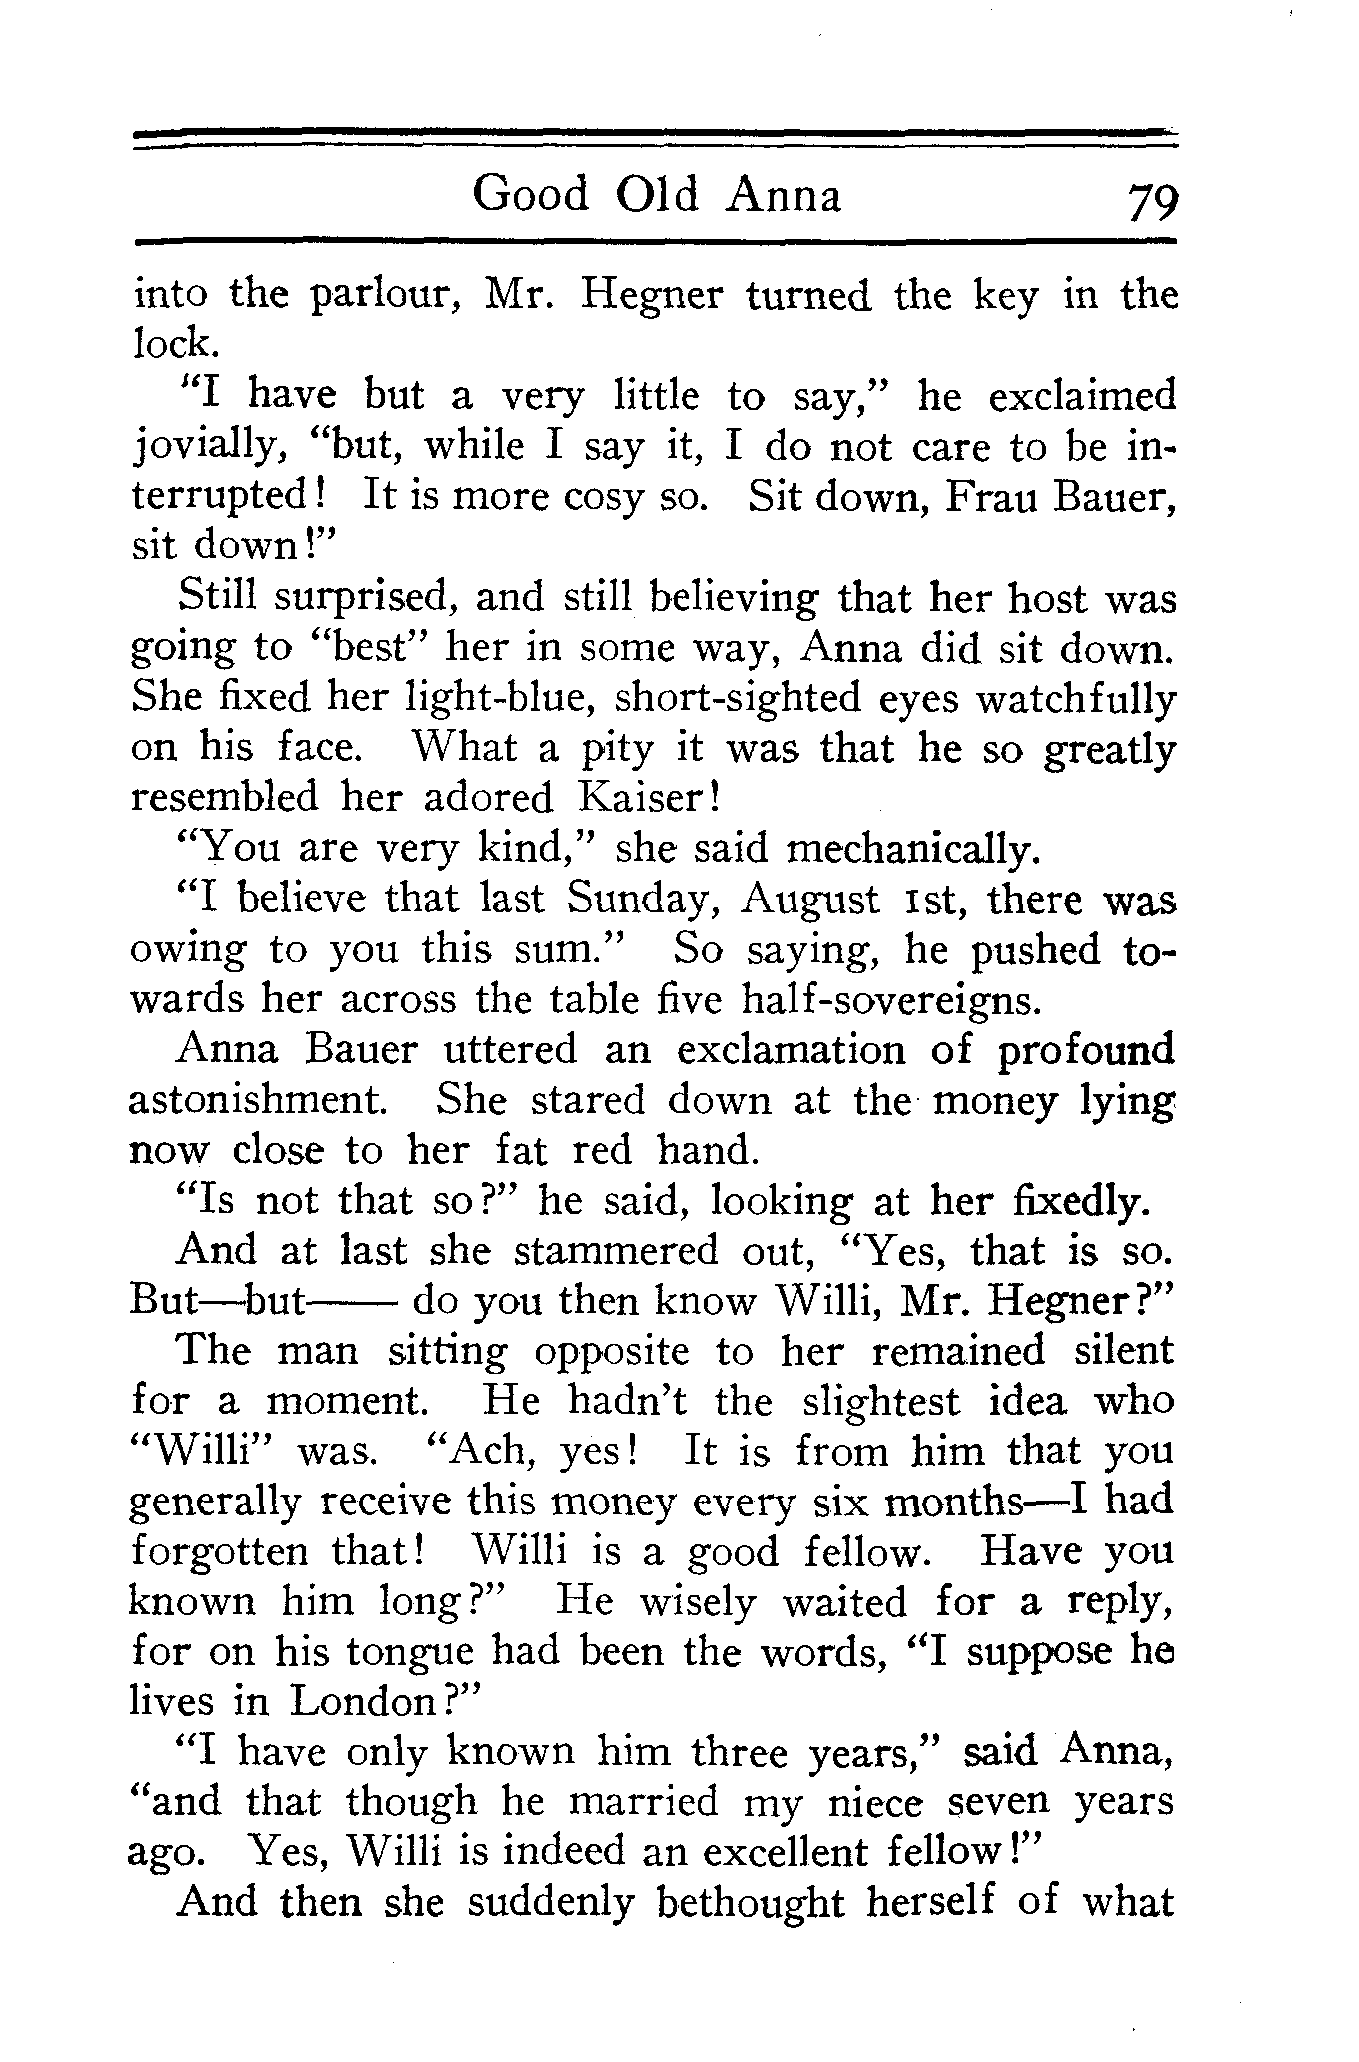 Good Old Anna 79
into the parlour, Mr. Hegner turned the key in the
lock.
"I have but a very little to say," he exclaimed
jovially, "but, while I say it, I do not care to be in-
terrupted! It is more cosy so. Sit down, Frau Bauer,
sit down!"
Still surprised, and still believing that her host was
going to "best" her in some way, Anna did sit down.
She fixed her light-blue, short-sighted eyes watchfully
on his face. What a pity it was that he so greatly
resembled her adored Kaiser!
"You are very kind," she said mechanically.
"I believe that last Sunday, August 1st, there was
owing to you this sum." So saying, he pushed to-
wards her across the table five half-sovereigns.
Anna Bauer uttered an exclamation of profound
astonishment. She stared down at the money lying
now close to her fat red hand.
"Is not that so?" he said, looking at her fixedly.
And at last she stammered out, "Yes, that is so.
But—but—— do you then know Willi, Mr. Hegner?"
The man sitting opposite to her remained silent
for a moment. He hadn't the slightest idea who
"Willi" was. "Ach, yes! It is from him that you
generally receive this money every six months—I had
forgotten that! Willi is a good fellow. Have you
known him long?" He wisely waited for a reply,
for on his tongue had been the words, "I suppose he
lives in London?"
"I have only known him three years," said Anna,
"and that though he married my niece seven years
ago. Yes, Willi is indeed an excellent fellow!"
And then she suddenly bethought herself of what